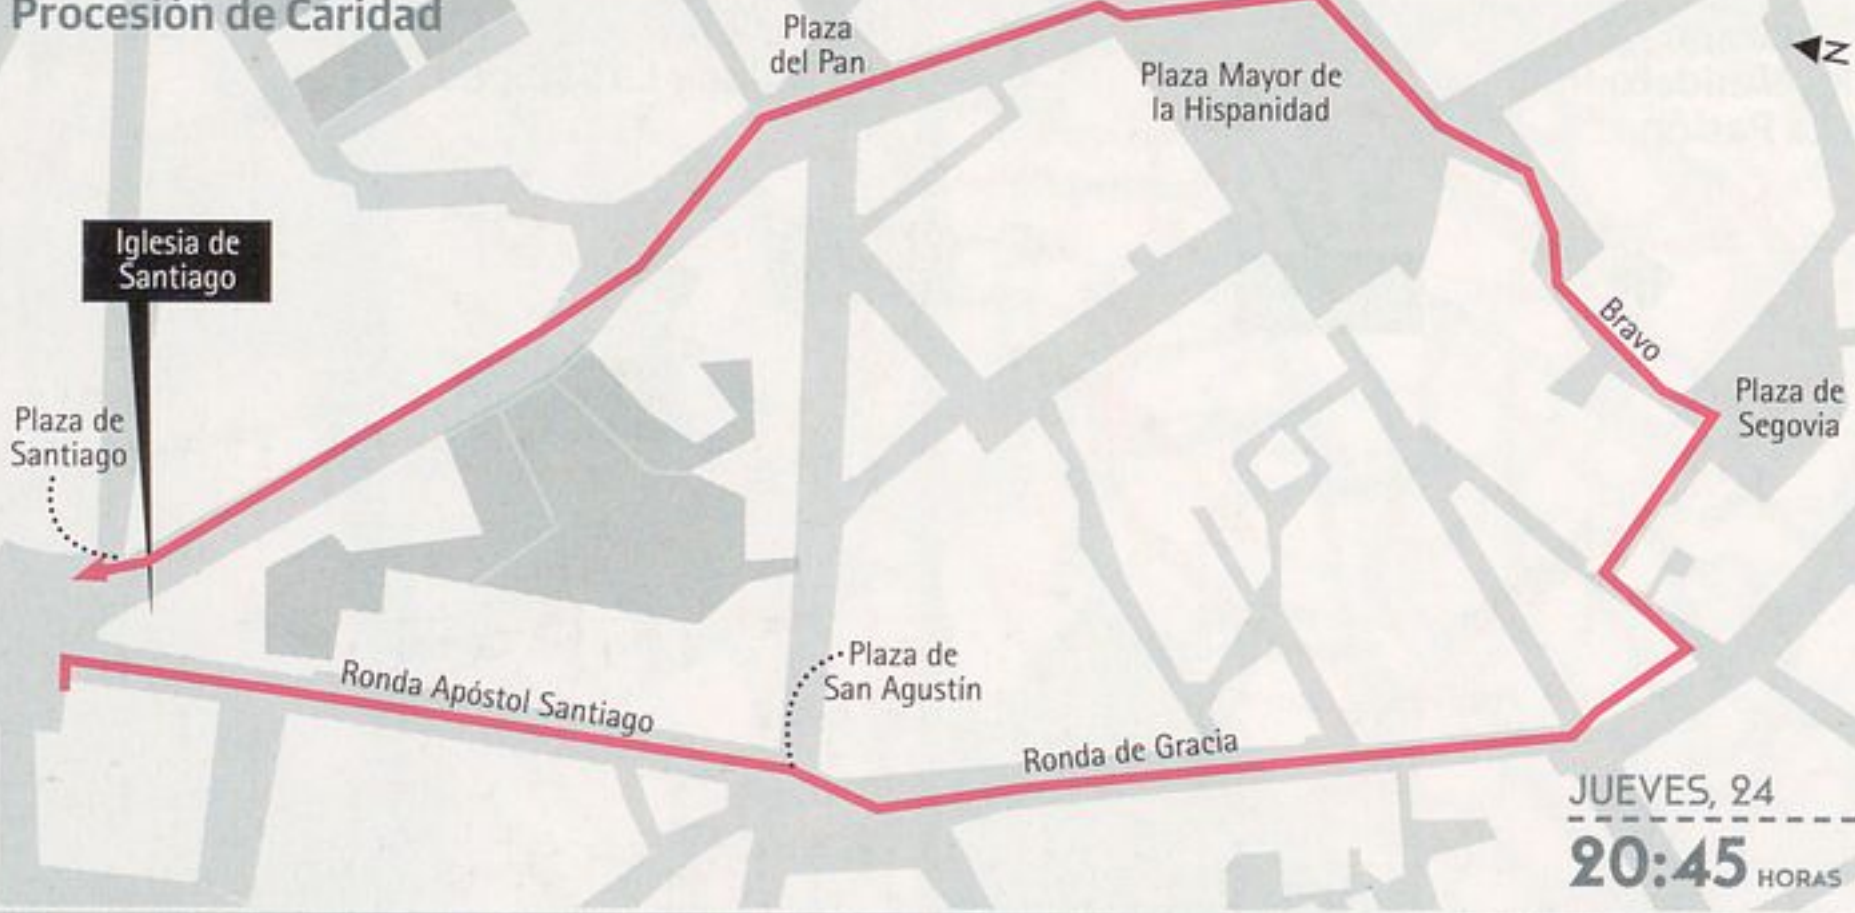 Procesión de Caridad
Plaza
del Pan
Plaza Mayor de
la Hispanidad
N
Iglesia de
Santiago
Bravo
Plaza de
Segovia
Plaza de
Santiago
Plaza de
San Agustín
Ronda Apóstol Santiago
Ronda de Gracia
JUEVES, 24
20:45 HORAS